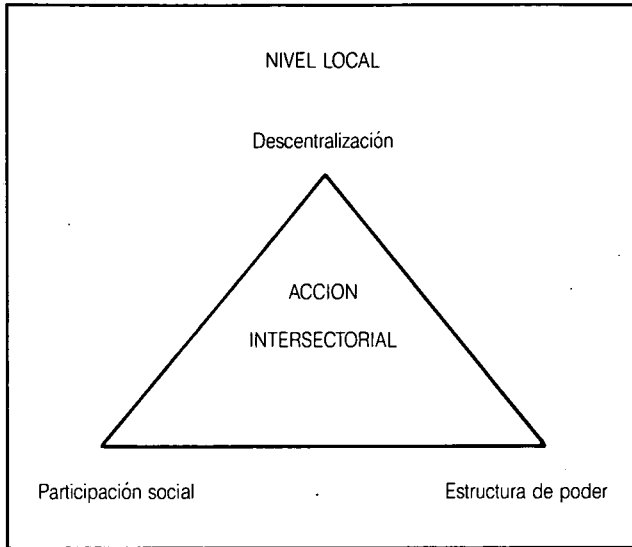 NIVEL LOCAL
Descentralización
ACCION
INTERSECTORIAL
Participación social
Estructura de poder